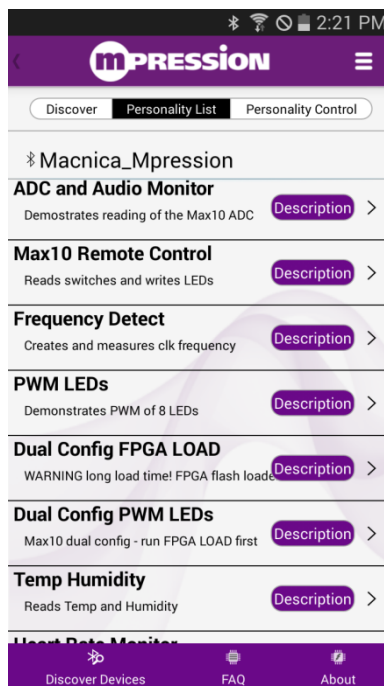 2:21 PM
mpression
Discover Personality List Personality Control
Macnica_Mpression
ADC and Audio Monitor
Demostrates reading of the Max10 ADC Description
Max10 Remote Control
Reads switches and writes LEDs Description
Frequency Detect
Creates and measures clk frequency Description
PWM LEDs
Demonstrates PWM of 8 LEDs Description
Dual Config FPGA LOAD
WARNING long load time! FPGA flash loade Description
Dual Config PWM LEDs
Max10 dual config - run FPGA LOAD first Description
Temp Humidity
Reads Temp and Humidity Description
Heart Rate Monitor
Discover Devices FAQ About